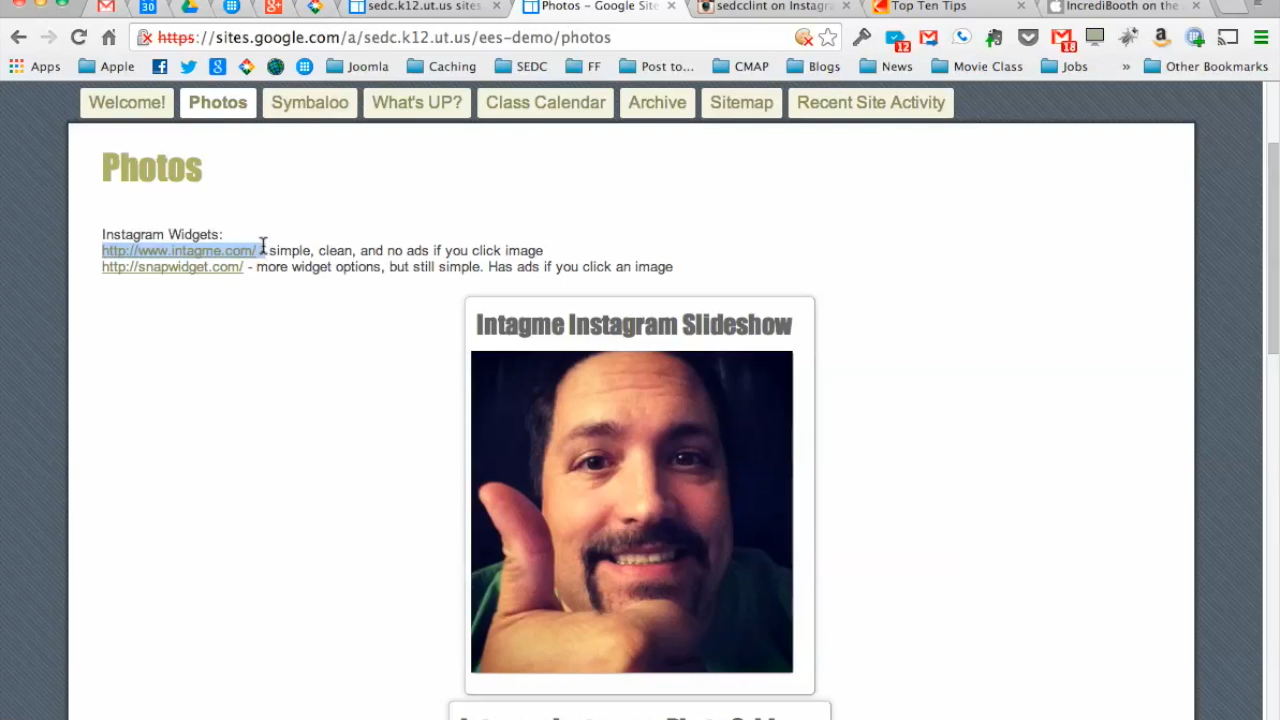 30
sedc.k12.ut.us sites
Photos – Google Site
sedcclint on Instagra
Top Ten Tips
IncrediBooth on the
https://sites.google.com/a/sedc.k12.ut.us/ees-demo/photos
12
18
Apps Apple Joomla Caching SEDC FF Post to... CMAP Blogs News Movie Class Jobs » Other Bookmarks
Welcome! Photos Symbaloo What's UP? Class Calendar Archive Sitemap Recent Site Activity
Photos
Instagram Widgets:
http://www.intagme.com/ - simple, clean, and no ads if you click image
http://snapwidget.com/ - more widget options, but still simple. Has ads if you click an image
Intagme Instagram Slideshow